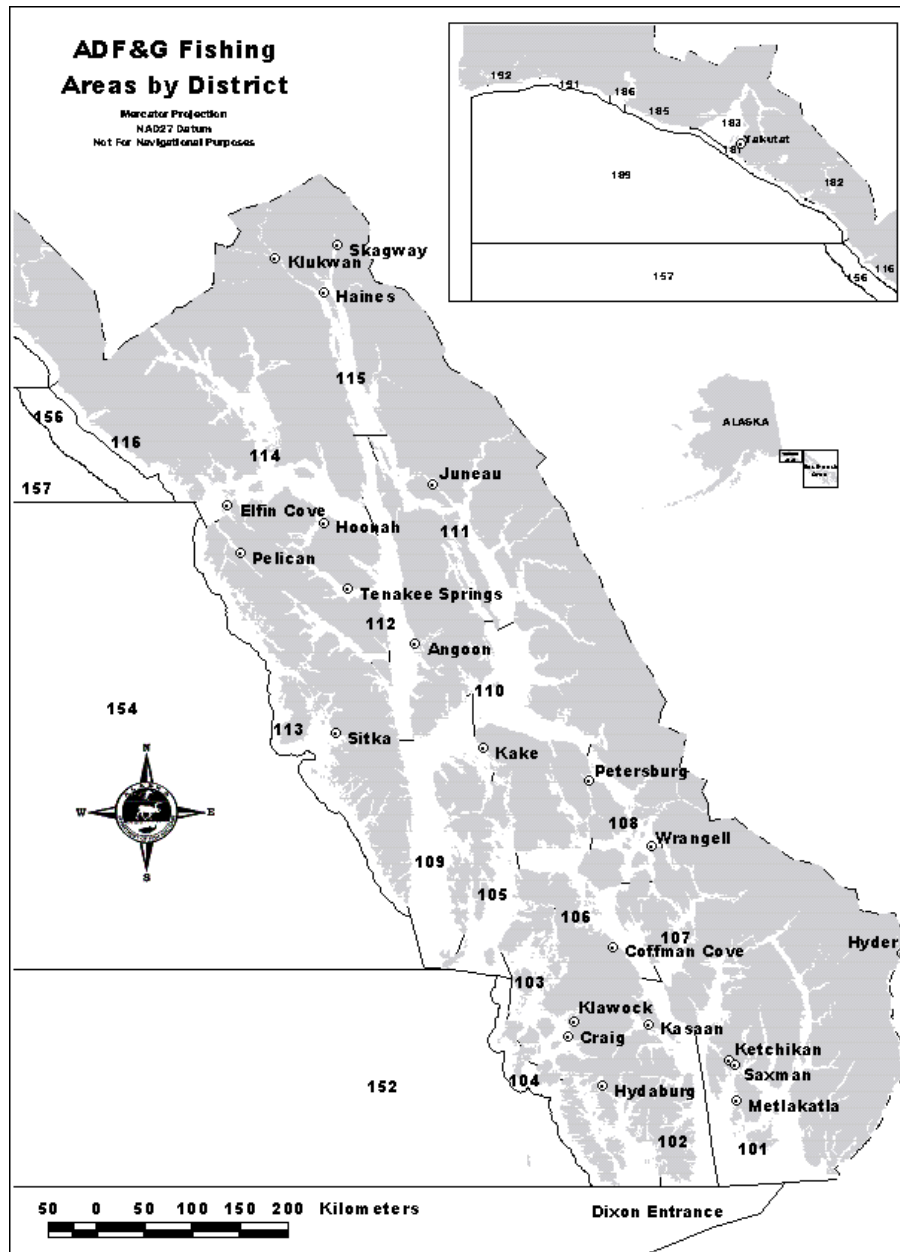 ADF&G Fishing
Areas by District
Mercator Projection
NAD27 Datum
Not For Navigational Purposes
192
191
186
185
183
Yakutat
181
182
189
157
156
116
Skagway
Klukwan
Haines
115
ALASKA
156
116
157
114
Juneau
Elfin Cove
Hoonah
111
Pelican
Tenakee Springs
112
Angoon
110
154
113
Sitka
Kake
N
W
E
S
Petersburg
108
Wrangell
109
105
106
107
Coffman Cove
Hyder
103
Klawock
Kasaan
Craig
Ketchikan
Saxman
104
152
Hydaburg
Metlakatla
102
101
50 0 50 100 150 200 Kilometers
Dixon Entrance